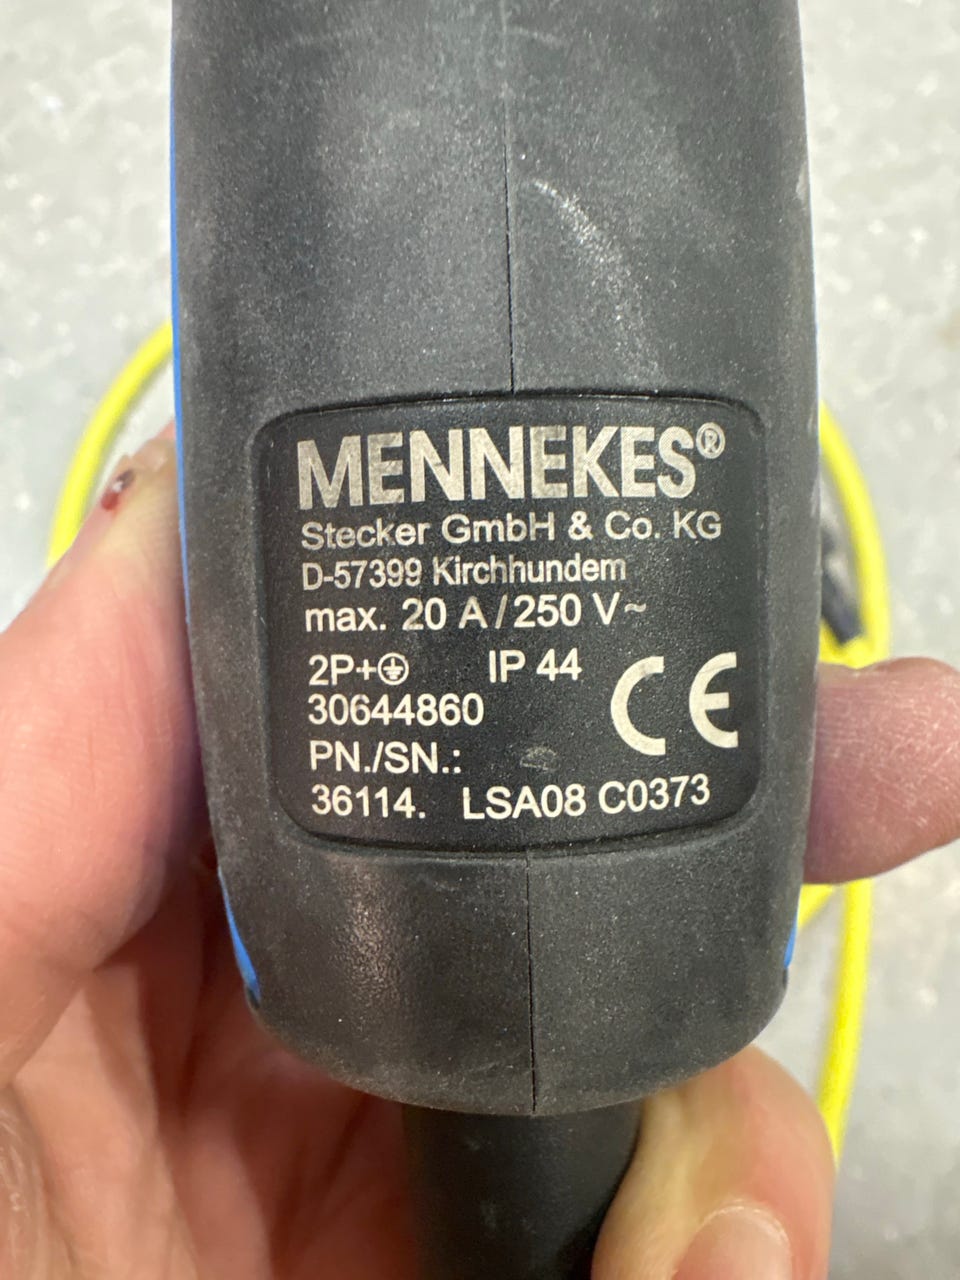 MENNEKES®
Stecker GmbH & Co. KG
D-57399 Kirchhundem
max. 20 A / 250 V~
2P+⏚ IP 44
30644860 CE
PN./SN.:
36114. LSA08 C0373